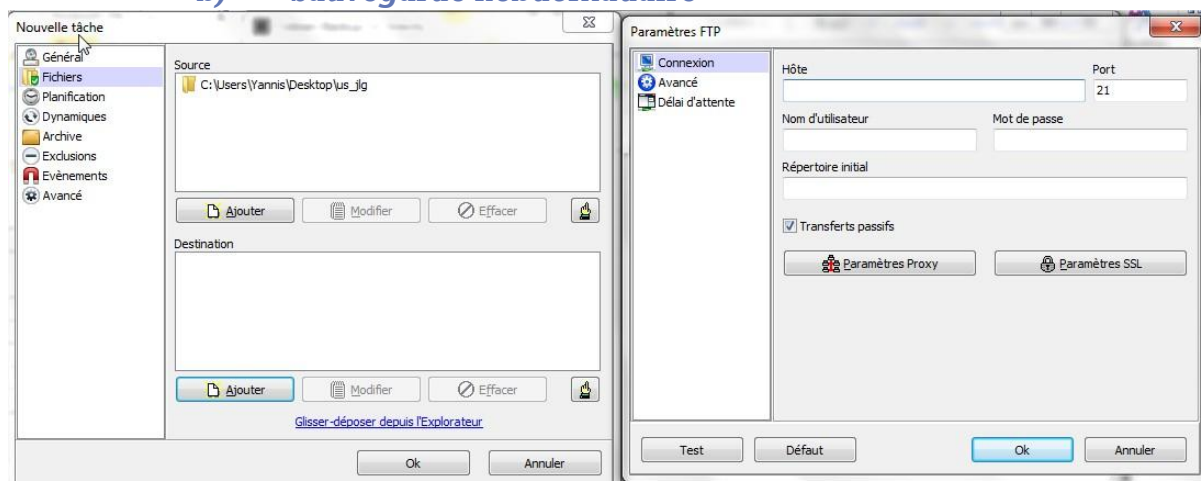 sauvegarde hebdomadaire
Nouvelle tâche
Général
Fichiers
Planification
Dynamiques
Archive
Exclusions
Evènements
Avancé
Source
C:\Users\Yannis\Desktop\us_jlg
Ajouter Modifier Effacer
Destination
Ajouter Modifier Effacer
Glisser-déposer depuis l'Explorateur
Ok Annuler
Paramètres FTP
Connexion
Avancé
Délai d'attente
Hôte Port
21
Nom d'utilisateur Mot de passe
Répertoire initial
Transferts passifs
Paramètres Proxy Paramètres SSL
Test Défaut Ok Annuler